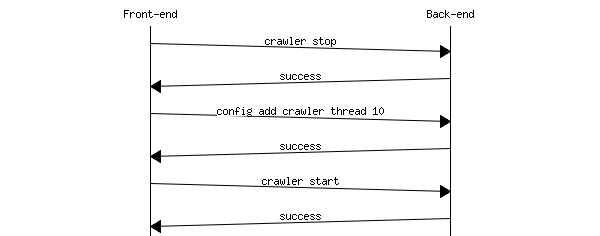 Front-end Back-end
crawler stop
success
config add crawler thread 10
success
crawler start
success